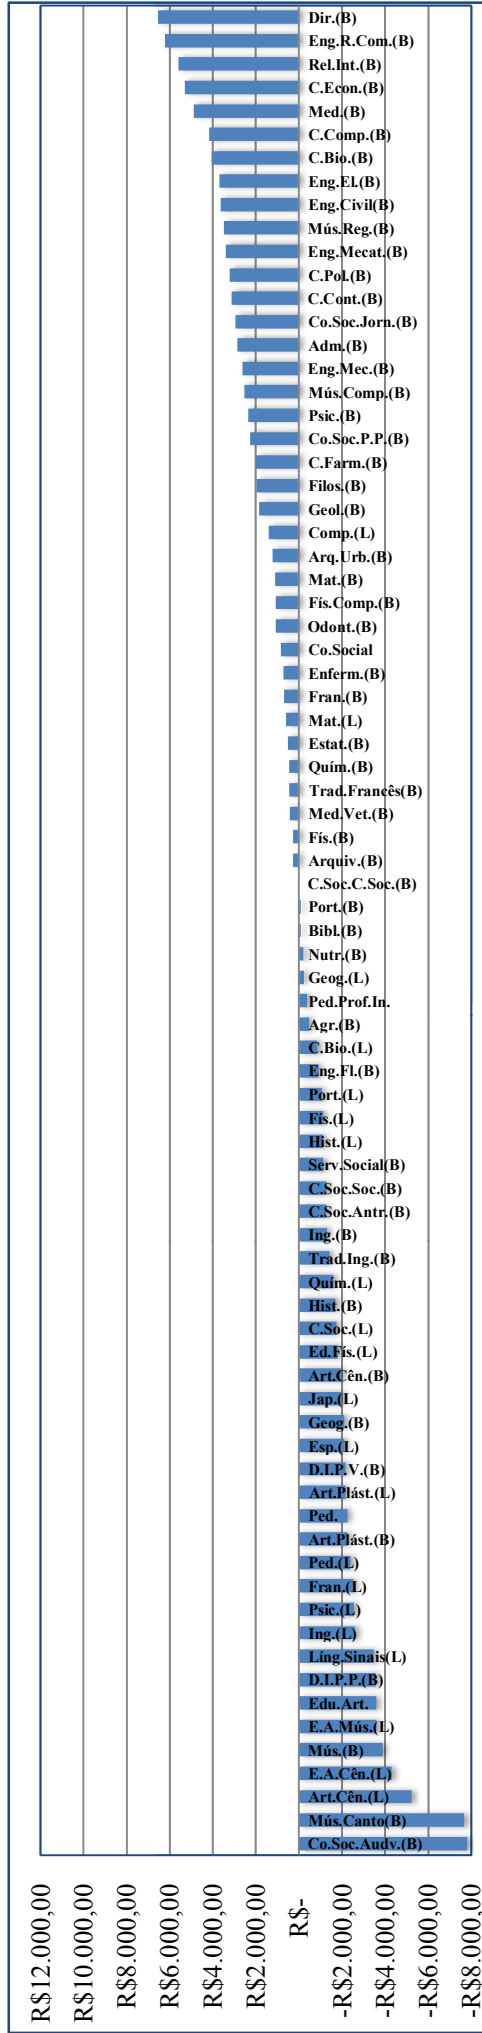 Dir.(B)
Eng.R.Com.(B)
Rel.Int.(B)
C.Econ.(B)
Med.(B)
C.Comp.(B)
C.Bio.(B)
Eng.El.(B)
Eng.Civil(B)
Mús.Reg.(B)
Eng.Mecat.(B)
C.Pol.(B)
C.Cont.(B)
Co.Soc.Jorn.(B)
Adm.(B)
Eng.Mec.(B)
Mús.Comp.(B)
Psic.(B)
Co.Soc.P.P.(B)
C.Farm.(B)
Filos.(B)
Geol.(B)
Comp.(L)
Arq.Urb.(B)
Mat.(B)
Fís.Comp.(B)
Odont.(B)
Co.Social
Enferm.(B)
Fran.(B)
Mat.(L)
Estat.(B)
Quím.(B)
Trad.Francês(B)
Med.Vet.(B)
Fís.(B)
Arquiv.(B)
C.Soc.C.Soc.(B)
Port.(B)
Bibl.(B)
Nutr.(B)
Geog.(L)
Ped.Prof.In.
Agr.(B)
C.Bio.(L)
Eng.Fl.(B)
Port.(L)
Fís.(L)
Hist.(L)
Serv.Social(B)
C.Soc.Soc.(B)
C.Soc.Antr.(B)
Ing.(B)
Trad.Ing.(B)
Quím.(L)
Hist.(B)
C.Soc.(L)
Ed.Fís.(L)
Art.Cên.(B)
Jap.(L)
Geog.(B)
Esp.(L)
D.I.P.V.(B)
Art.Plást.(L)
Ped.
Art.Plást.(B)
Ped.(L)
Fran.(L)
Psic.(L)
Ing.(L)
Líng.Sinais(L)
D.I.P.P.(B)
Edu.Art.
E.A.Mús.(L)
Mús.(B)
E.A.Cên.(L)
Art.Cên.(L)
Mús.Canto(B)
Co.Soc.Audv.(B)
R$12.000,00
R$10.000,00
R$8.000,00
R$6.000,00
R$4.000,00
R$2.000,00
R$-
-R$2.000,00
-R$4.000,00
-R$6.000,00
-R$8.000,00